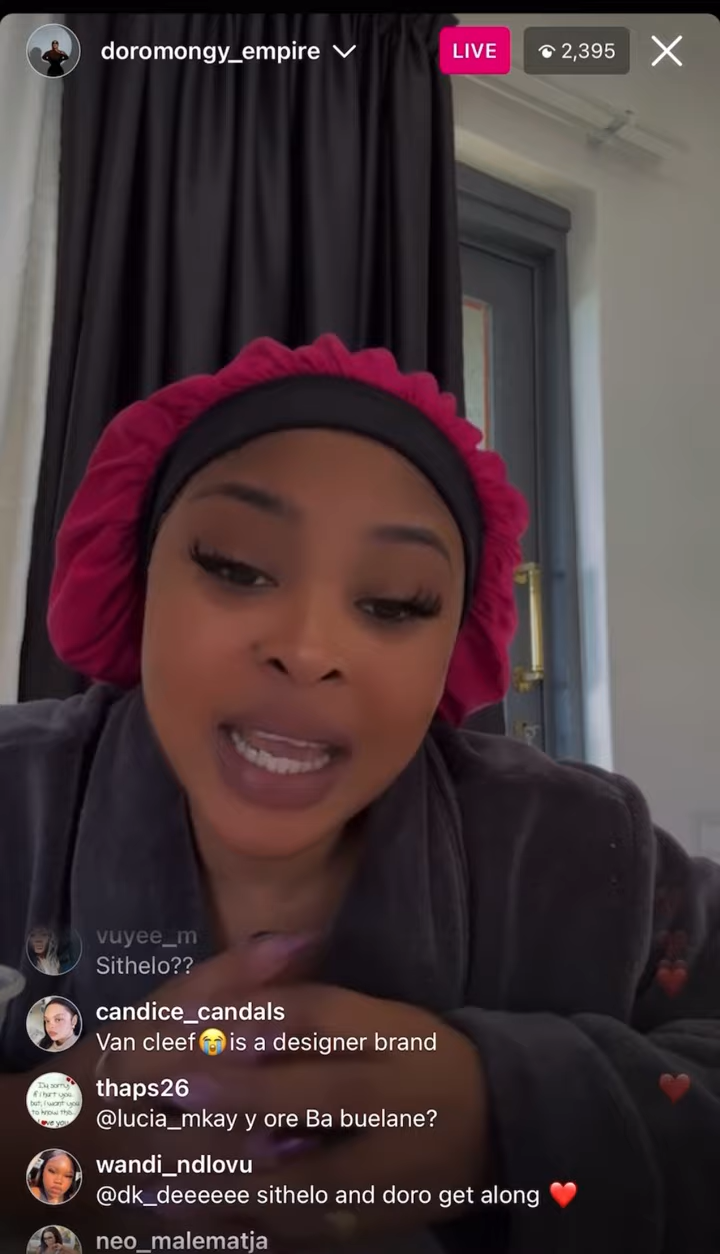 doromongy_empire
LIVE
2,395
vuyee_m
Sithelo??
candice_candals
Van cleef😭is a designer brand
thaps26
@lucia_mkay y ore Ba buelane?
wandi_ndlovu
@dk_deeeeee sithelo and doro get along ❤️
neo_malematja